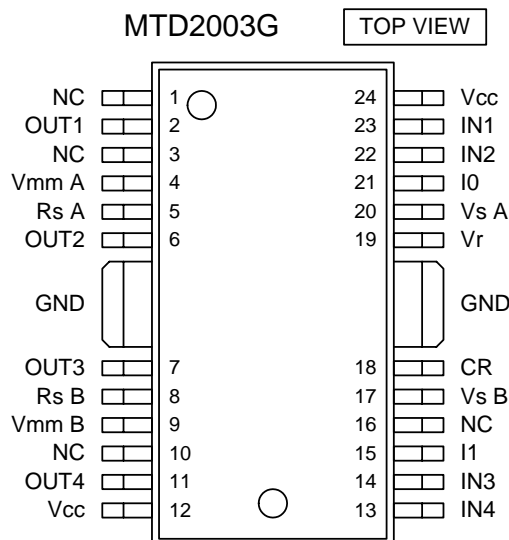 MTD2003G TOP VIEW
NC 1 24 Vcc
OUT1 2 23 IN1
NC 3 22 IN2
Vmm A 4 21 I0
Rs A 5 20 Vs A
OUT2 6 19 Vr
GND GND
OUT3 7 18 CR
Rs B 8 17 Vs B
Vmm B 9 16 NC
NC 10 15 I1
OUT4 11 14 IN3
Vcc 12 13 IN4